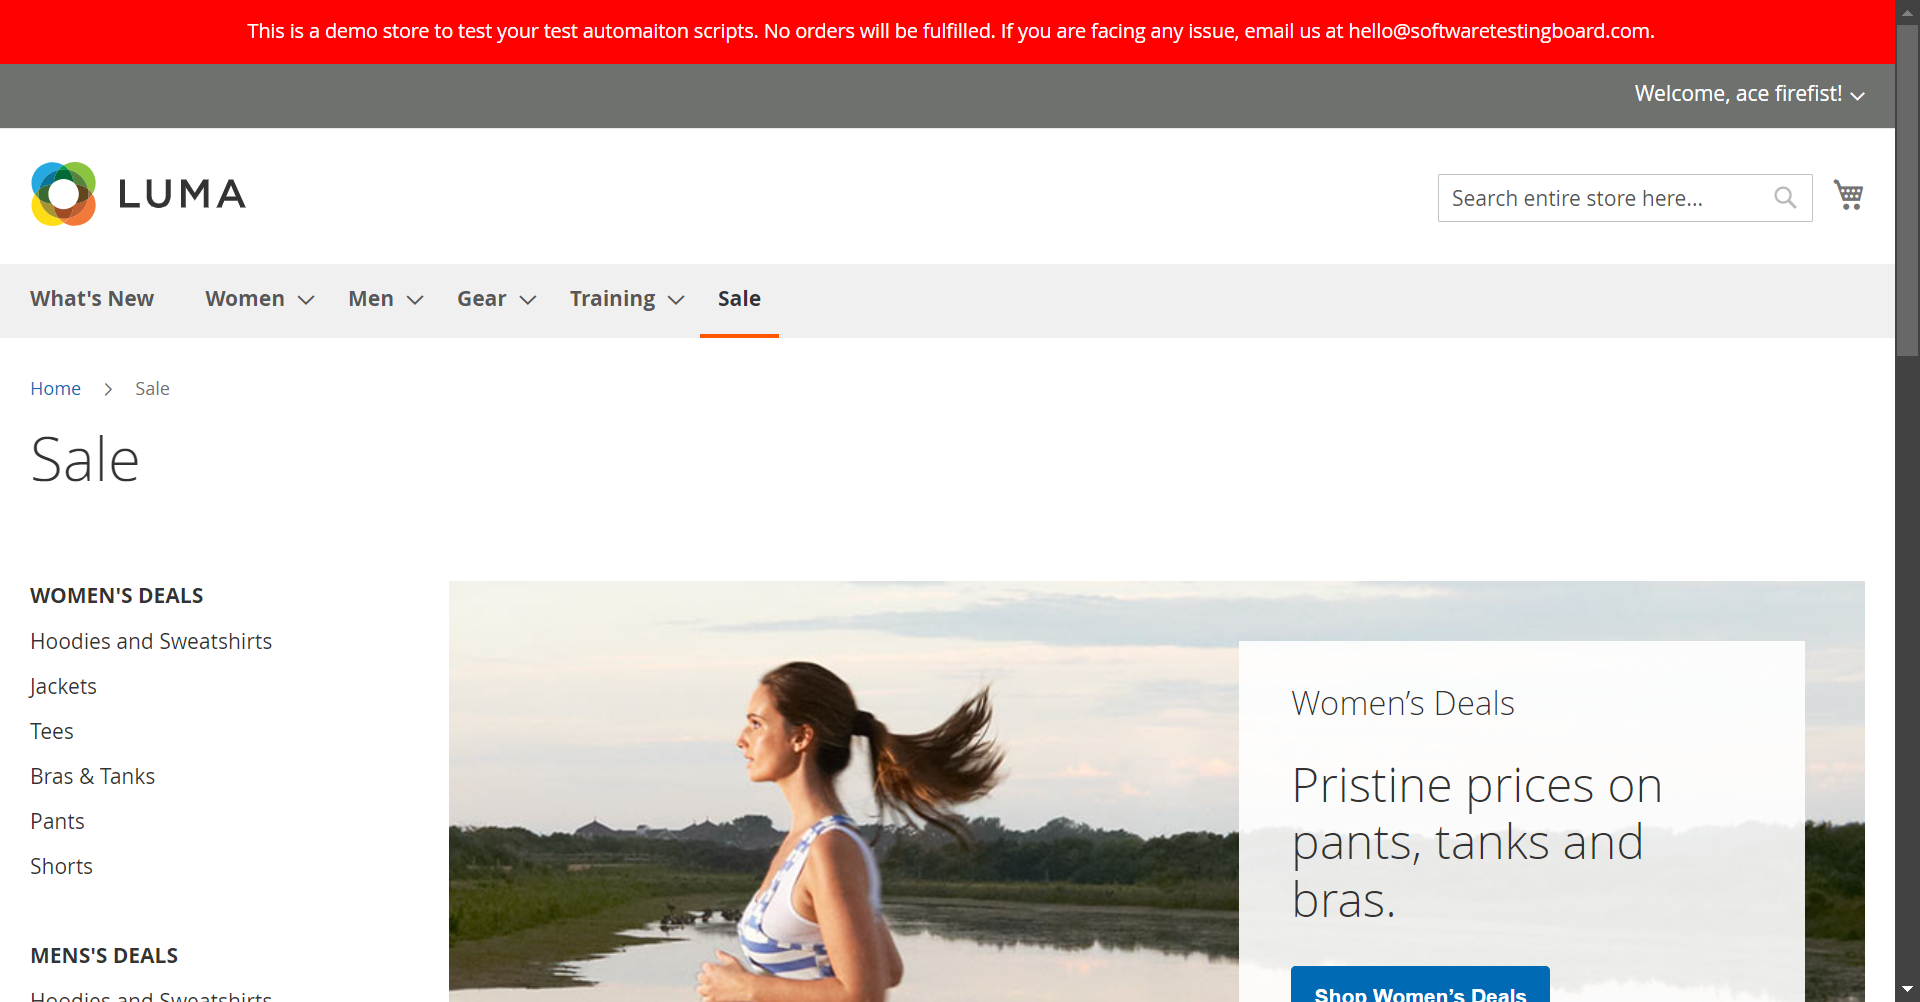 This is a demo store to test your test automaiton scripts. No orders will be fulfilled. If you are facing any issue, email us at hello@softwaretestingboard.com.
Welcome, ace firefist!
LUMA
Search entire store here...
What's New Women Men Gear Training Sale
Home Sale
Sale
WOMEN'S DEALS
Hoodies and Sweatshirts
Jackets
Tees
Bras & Tanks
Pants
Shorts
MENS'S DEALS
Hoodies and Sweatshirts
Women’s Deals
Pristine prices on
pants, tanks and
bras.
Shop Women’s Deals